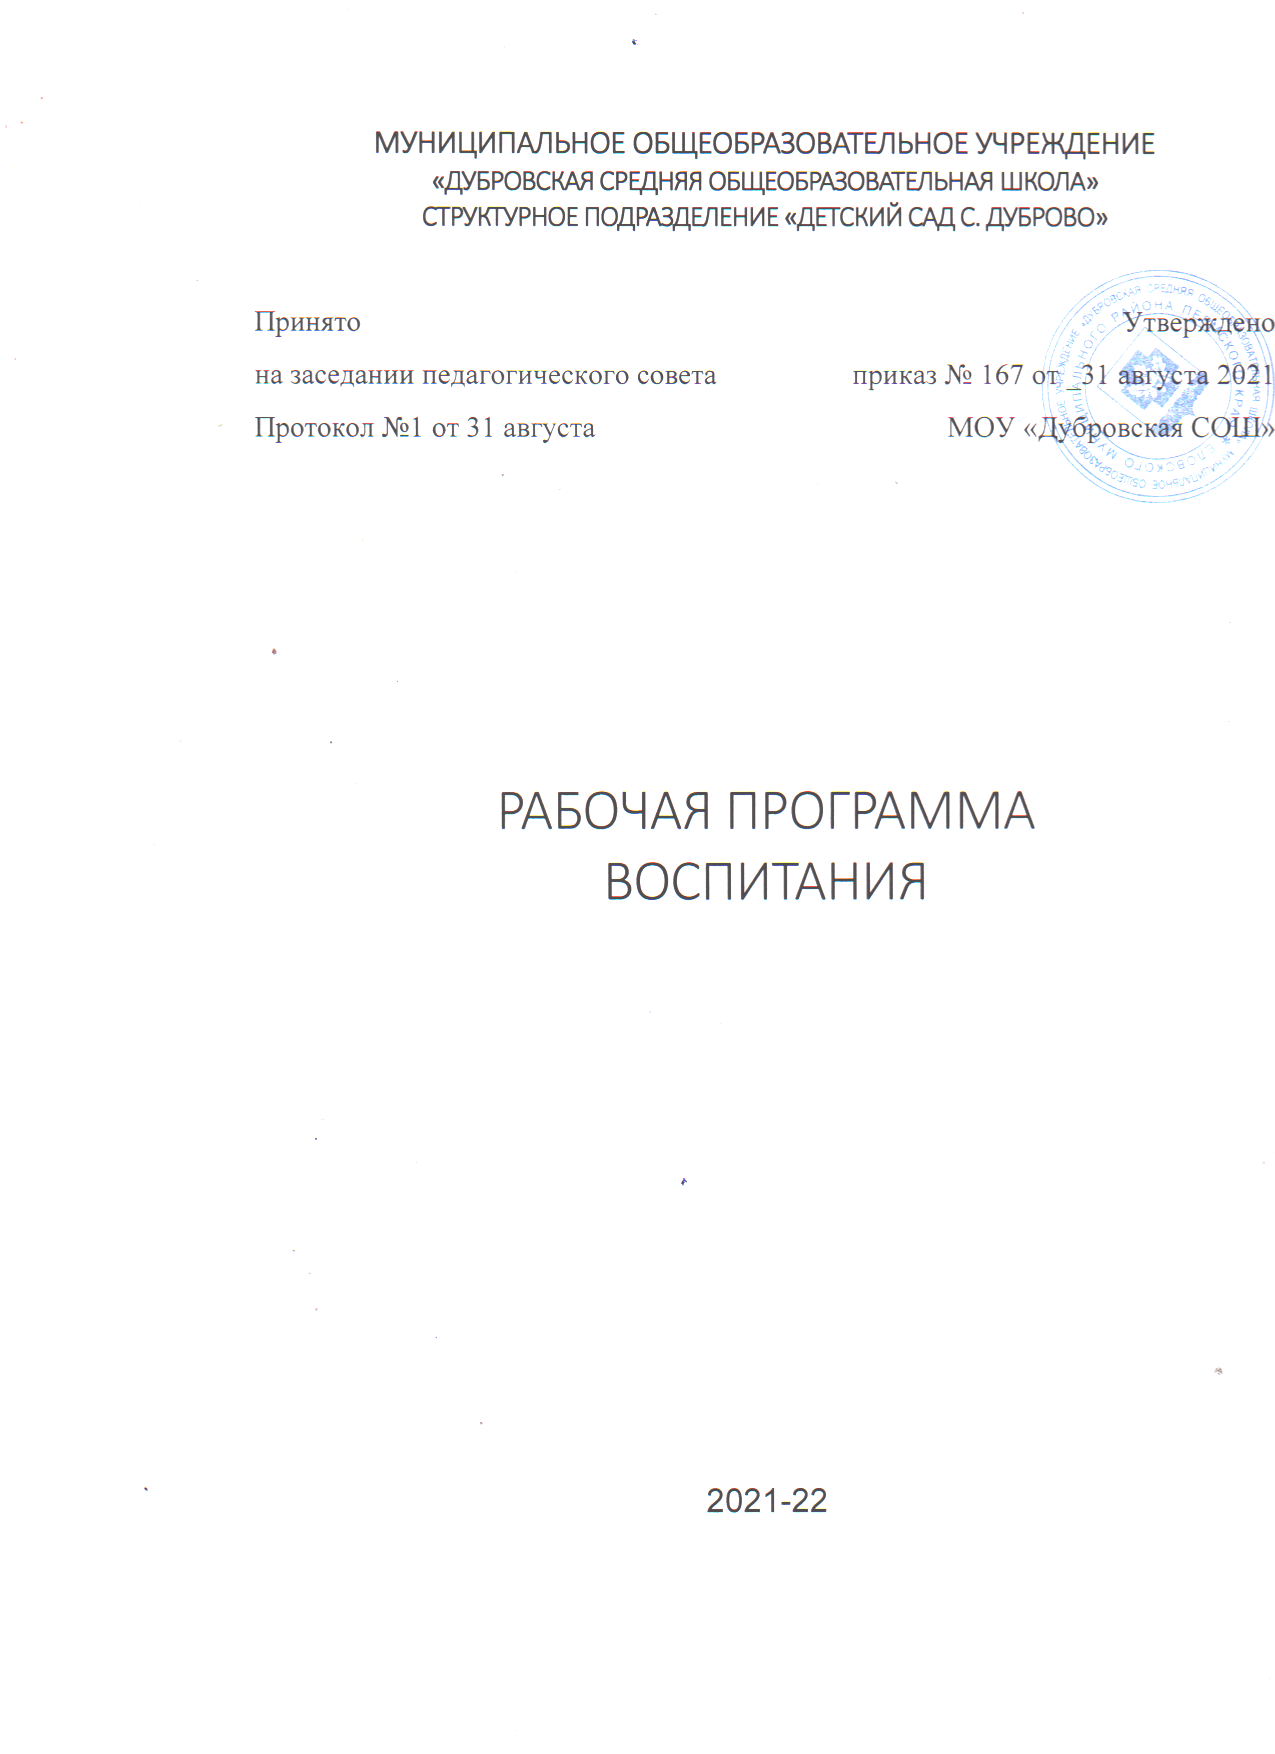 МУНИЦИПАЛЬНОЕ ОБЩЕОБРАЗОВАТЕЛЬНОЕ УЧРЕЖДЕНИЕ
«ДУБРОВСКАЯ СРЕДНЯЯ ОБЩЕОБРАЗОВАТЕЛЬНАЯ ШКОЛА»
СТРУКТУРНОЕ ПОДРАЗДЕЛЕНИЕ «ДЕТСКИЙ САД С. ДУБРОВО»
Принято Утверждено
на заседании педагогического совета приказ № 167 от _31 августа 2021
Протокол №1 от 31 августа МОУ «Дубровская СОШ»
РАБОЧАЯ ПРОГРАММА
ВОСПИТАНИЯ
2021-22